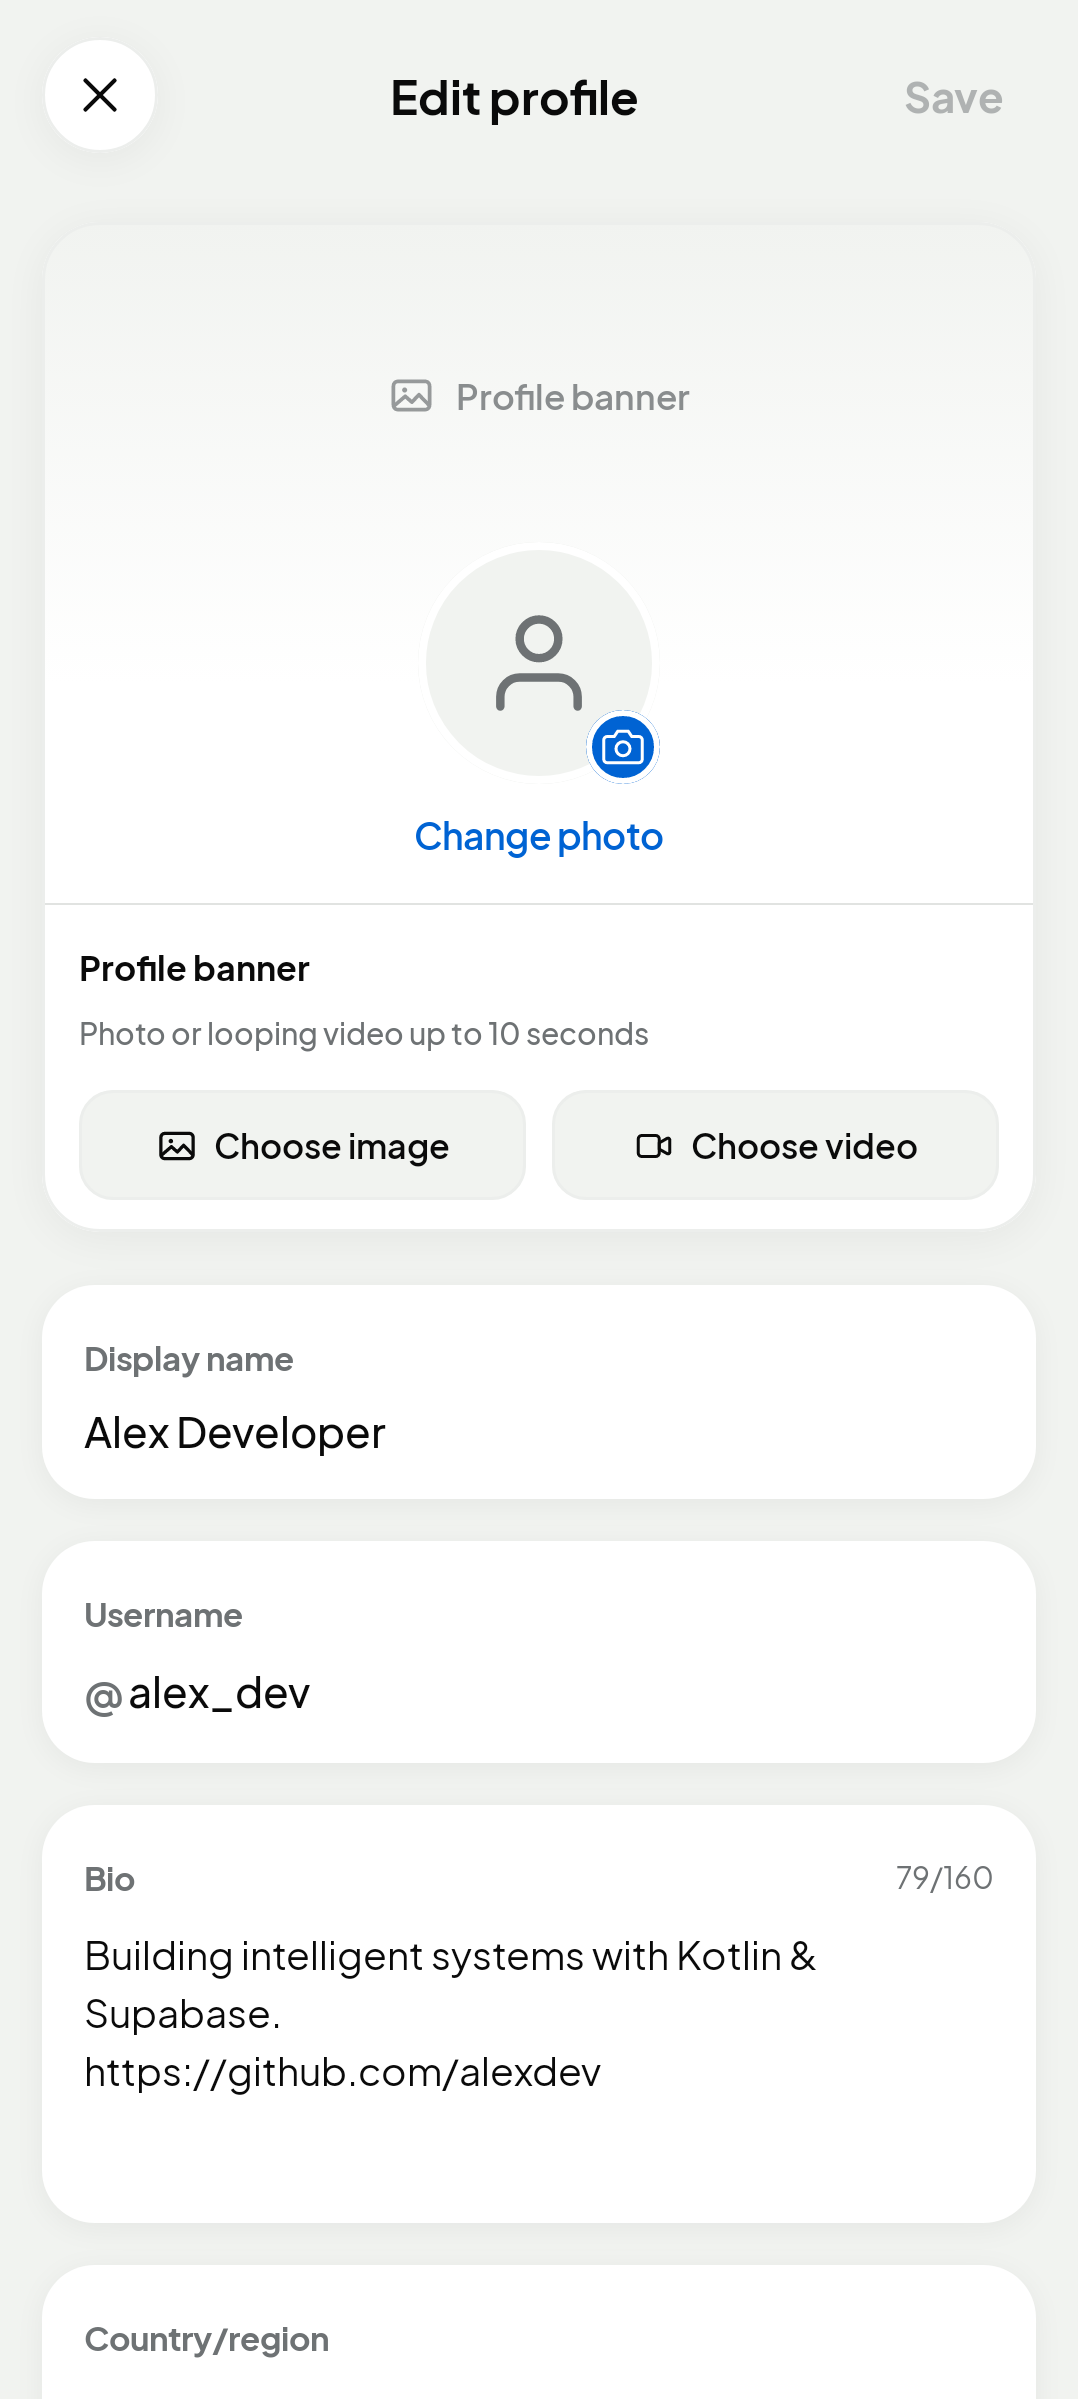 Edit profile
Save
Profile banner
Change photo
Profile banner
Photo or looping video up to 10 seconds
Choose image
Choose video
Display name
Alex Developer
Username
@alex_dev
Bio
79/160
Building intelligent systems with Kotlin &
Supabase.
https://github.com/alexdev
Country/region